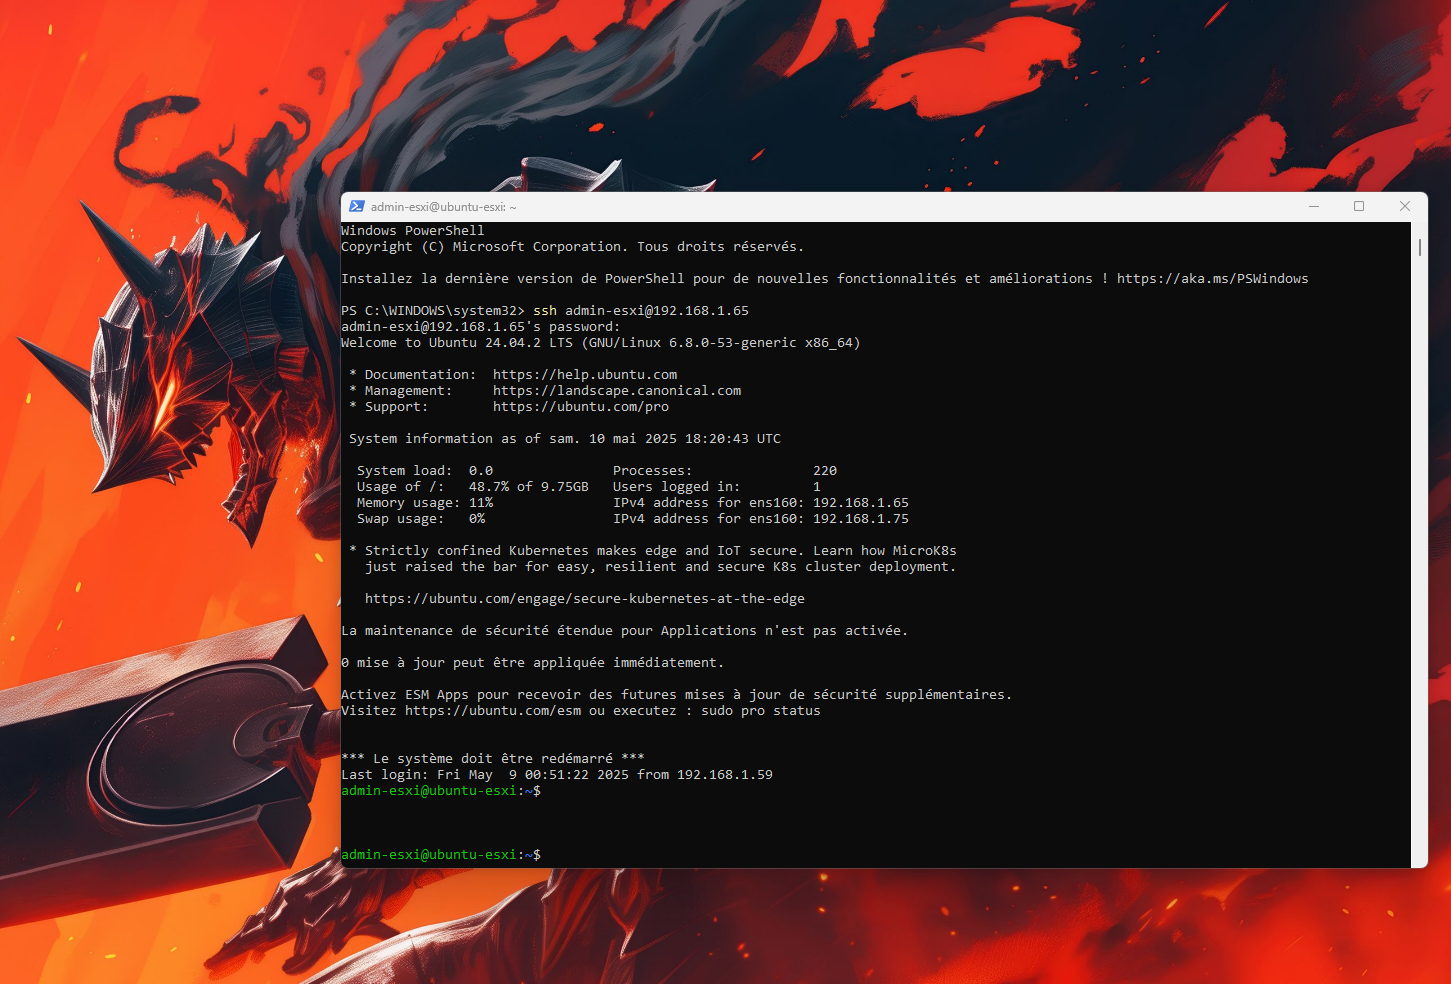 admin-esxi@ubuntu-esxi: ~
Windows PowerShell
Copyright (C) Microsoft Corporation. Tous droits réservés.
Installez la dernière version de PowerShell pour de nouvelles fonctionnalités et améliorations ! https://aka.ms/PSWindows
PS C:\WINDOWS\system32> ssh admin-esxi@192.168.1.65
admin-esxi@192.168.1.65's password:
Welcome to Ubuntu 24.04.2 LTS (GNU/Linux 6.8.0-53-generic x86_64)
* Documentation:  https://help.ubuntu.com
* Management:     https://landscape.canonical.com
* Support:        https://ubuntu.com/pro
System information as of sam. 10 mai 2025 18:20:43 UTC
System load:  0.0               Processes:               220
Usage of /:   48.7% of 9.75GB   Users logged in:         1
Memory usage: 11%               IPv4 address for ens160: 192.168.1.65
Swap usage:   0%                IPv4 address for ens160: 192.168.1.75
* Strictly confined Kubernetes makes edge and IoT secure. Learn how MicroK8s
just raised the bar for easy, resilient and secure K8s cluster deployment.
https://ubuntu.com/engage/secure-kubernetes-at-the-edge
La maintenance de sécurité étendue pour Applications n'est pas activée.
0 mise à jour peut être appliquée immédiatement.
Activez ESM Apps pour recevoir des futures mises à jour de sécurité supplémentaires.
Visitez https://ubuntu.com/esm ou executez : sudo pro status
*** Le système doit être redémarré ***
Last login: Fri May  9 00:51:22 2025 from 192.168.1.59
admin-esxi@ubuntu-esxi:~$
admin-esxi@ubuntu-esxi:~$